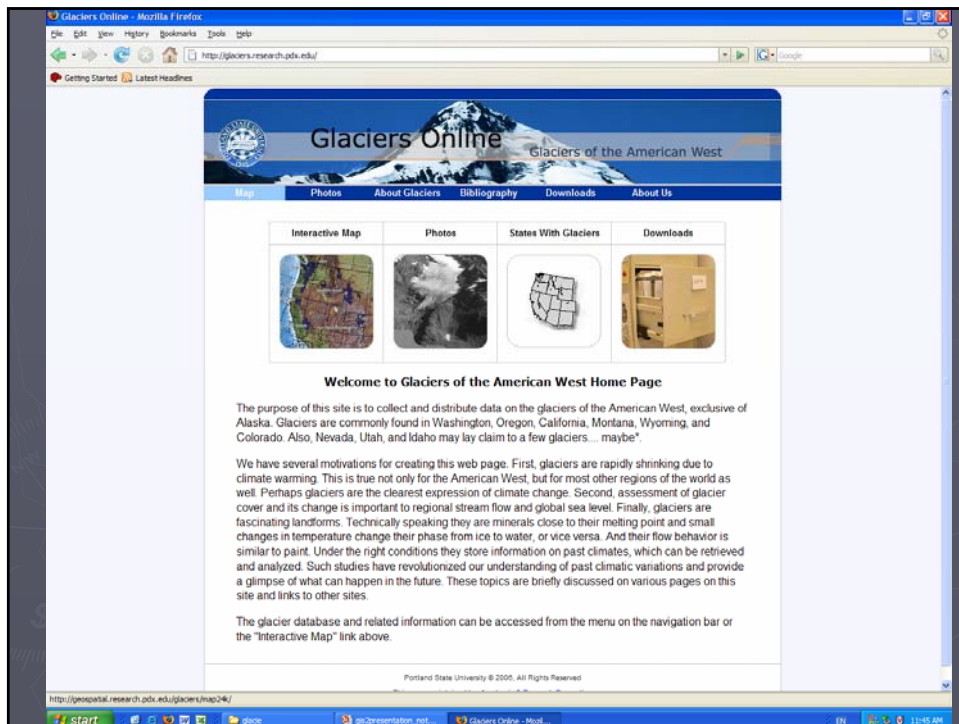 Glaciers Online - Mozilla Firefox
File Edit View History Bookmarks Tools Help
http://glaciers.research.pdx.edu/
Google
Getting Started Latest Headlines
Glaciers Online
Glaciers of the American West
Map Photos About Glaciers Bibliography Downloads About Us
Interactive Map Photos States With Glaciers Downloads
Welcome to Glaciers of the American West Home Page
The purpose of this site is to collect and distribute data on the glaciers of the American West, exclusive of
Alaska. Glaciers are commonly found in Washington, Oregon, California, Montana, Wyoming, and
Colorado. Also, Nevada, Utah, and Idaho may lay claim to a few glaciers.... maybe*.
We have several motivations for creating this web page. First, glaciers are rapidly shrinking due to
climate warming. This is true not only for the American West, but for most other regions of the world as
well. Perhaps glaciers are the clearest expression of climate change. Second, assessment of glacier
cover and its change is important to regional stream flow and global sea level. Finally, glaciers are
fascinating landforms. Technically speaking they are minerals close to their melting point and small
changes in temperature change their phase from ice to water, or vice versa. And their flow behavior is
similar to paint. Under the right conditions they store information on past climates, which can be retrieved
and analyzed. Such studies have revolutionized our understanding of past climatic variations and provide
a glimpse of what can happen in the future. These topics are briefly discussed on various pages on this
site and links to other sites.
The glacier database and related information can be accessed from the menu on the navigation bar or
the "Interactive Map" link above.
Portland State University © 2006, All Rights Reserved
http://geospatial.research.pdx.edu/glaciers/map24k/
start glacie gis2presentation_not... Glaciers Online - Mozil... EN 11:45 AM